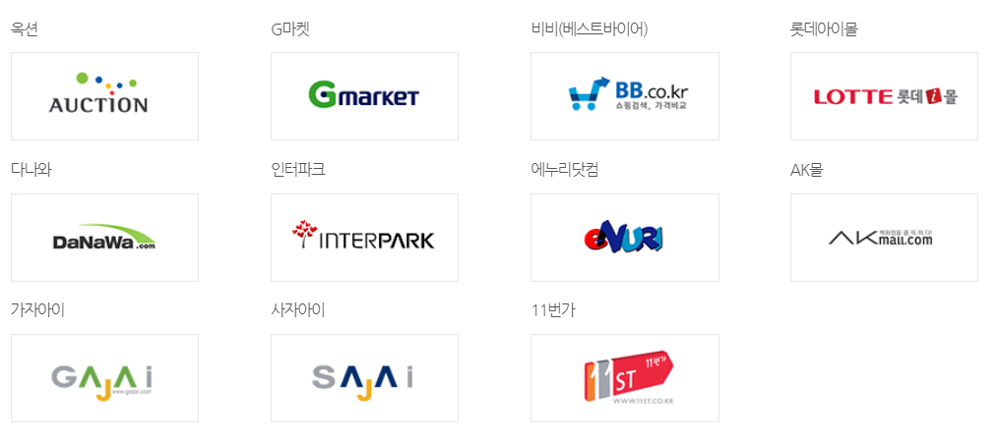 옥션
G마켓
비비(베스트바이어)
롯데아이몰
AUCTION
Gmarket
BB.co.kr
쇼핑검색, 가격비교
LOTTE 롯데 i 몰
다나와
인터파크
에누리닷컴
AK몰
DaNaWa.com
INTERPARK
eNURI
AK mall.com
가자아이
사자아이
11번가
GAJAi
www.gajai.com
SAJAi
11ST
11번가
WWW.11ST.CO.KR